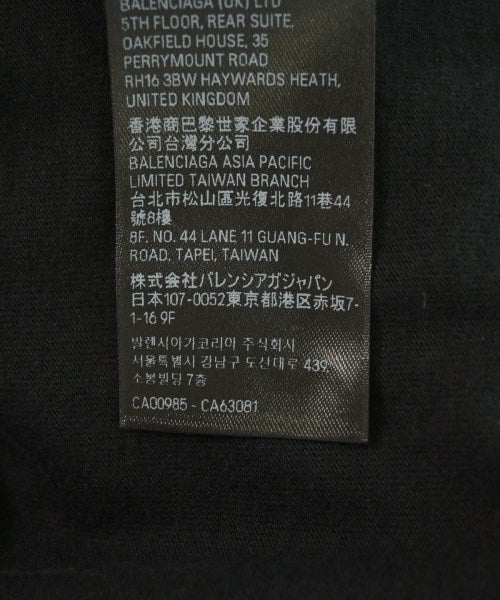 BALENCIAGA (UK) LTD
5TH FLOOR, REAR SUITE,
OAKFIELD HOUSE, 35
PERRYMOUNT ROAD
RH16 3BW HAYWARDS HEATH,
UNITED KINGDOM
香港商巴黎世家企業股份有限
公司台灣分公司
BALENCIAGA ASIA PACIFIC
LIMITED TAIWAN BRANCH
台北市松山區光復北路11巷44
號8樓
8F. NO. 44 LANE 11 GUANG-FU N.
ROAD, TAPEI, TAIWAN
株式会社バレンシアガジャパン
日本107-0052東京都港区赤坂7-
1-16 9F
발렌시아가코리아 주식회사
서울특별시 강남구 도산대로 439,
소봉빌딩 7층
CA00985 - CA63081